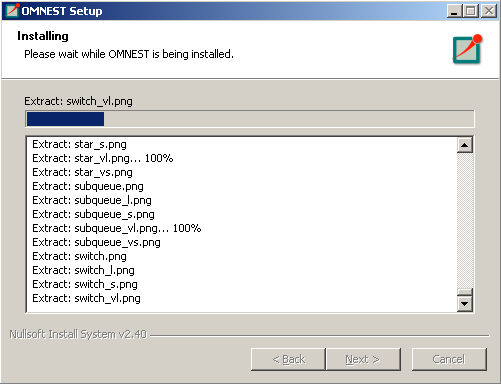 OMNEST Setup
Installing
Please wait while OMNEST is being installed.
Extract: switch_vl.png
Extract: star_s.png
Extract: star_vl.png... 100%
Extract: star_vs.png
Extract: subqueue.png
Extract: subqueue_l.png
Extract: subqueue_s.png
Extract: subqueue_vl.png... 100%
Extract: subqueue_vs.png
Extract: switch.png
Extract: switch_l.png
Extract: switch_s.png
Extract: switch_vl.png
Nullsoft Install System v2.40
< Back Next > Cancel